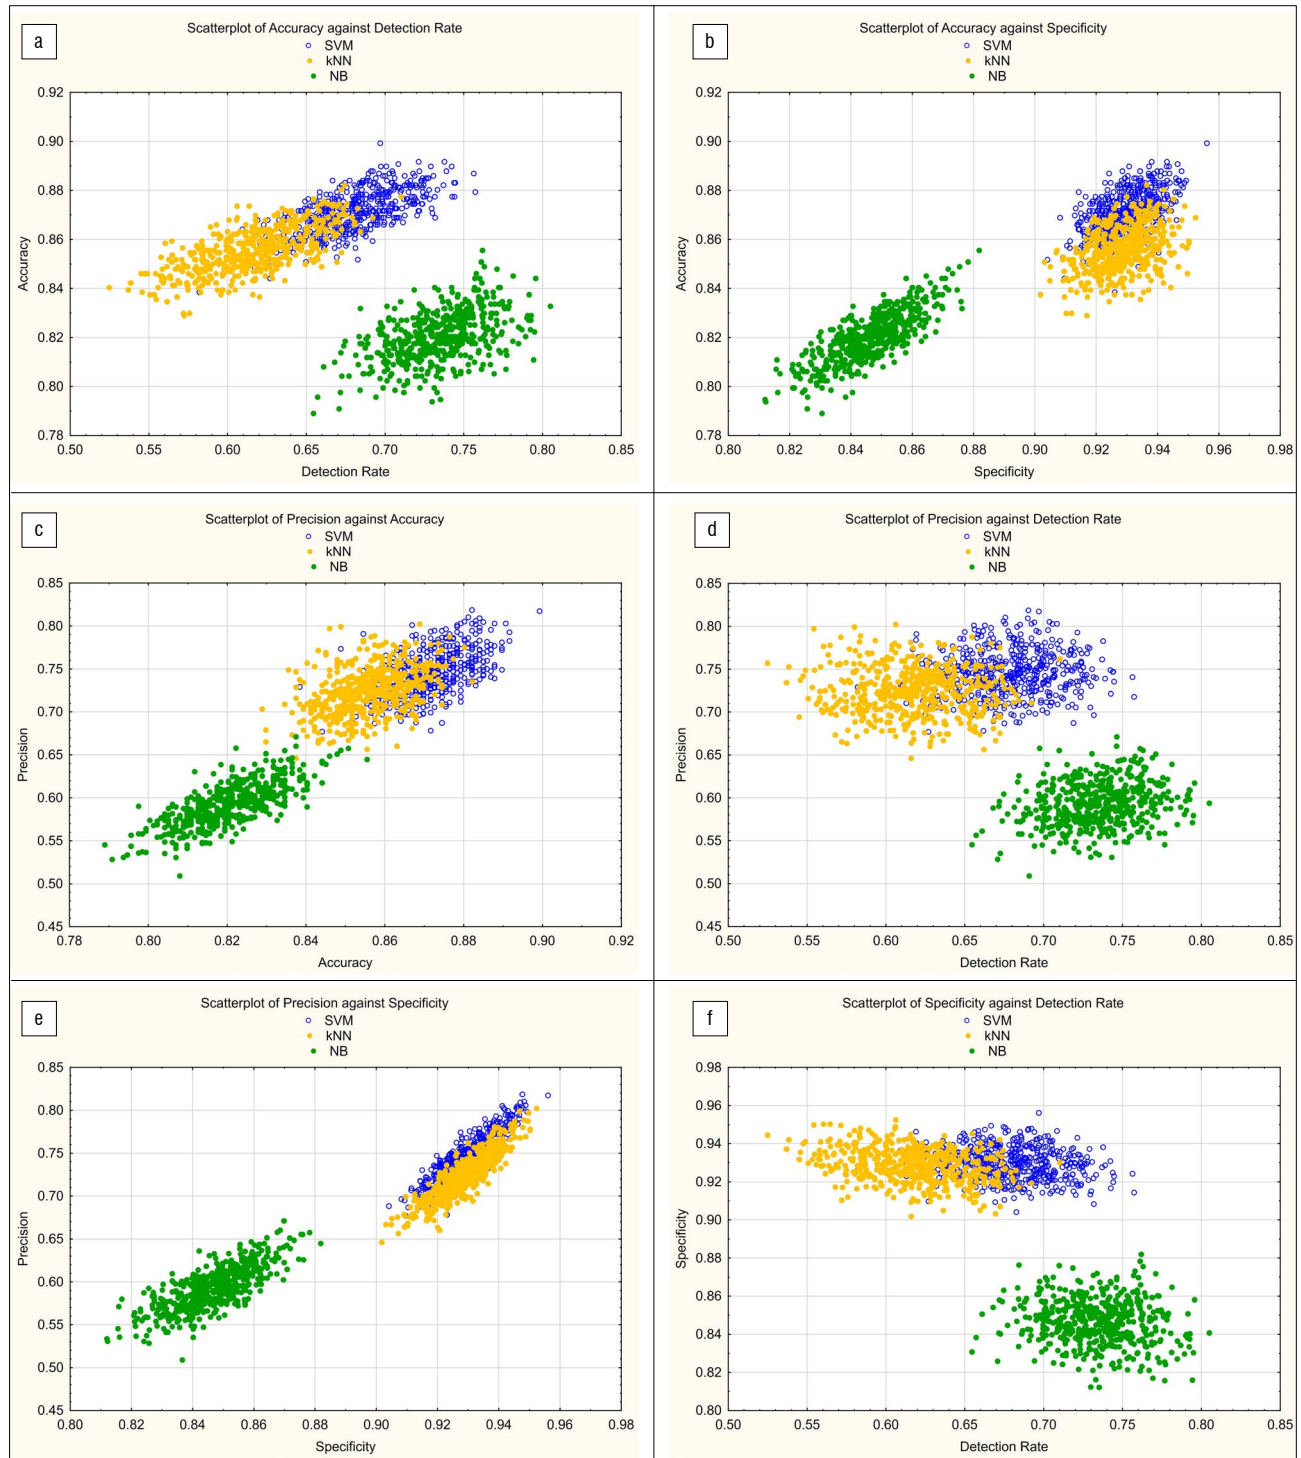 a
Scatterplot of Accuracy against Detection Rate
SVM
kNN
NB
0.92
0.90
0.88
0.86
0.84
0.82
0.80
0.78
Accuracy
0.50 0.55 0.60 0.65 0.70 0.75 0.80 0.85
Detection Rate
b
Scatterplot of Accuracy against Specificity
SVM
kNN
NB
0.92
0.90
0.88
0.86
0.84
0.82
0.80
0.78
Accuracy
0.80 0.82 0.84 0.86 0.88 0.90 0.92 0.94 0.96 0.98
Specificity
c
Scatterplot of Precision against Accuracy
SVM
kNN
NB
0.85
0.80
0.75
0.70
0.65
0.60
0.55
0.50
0.45
Precision
0.78 0.80 0.82 0.84 0.86 0.88 0.90 0.92
Accuracy
d
Scatterplot of Precision against Detection Rate
SVM
kNN
NB
0.85
0.80
0.75
0.70
0.65
0.60
0.55
0.50
0.45
Precision
0.50 0.55 0.60 0.65 0.70 0.75 0.80 0.85
Detection Rate
e
Scatterplot of Precision against Specificity
SVM
kNN
NB
0.85
0.80
0.75
0.70
0.65
0.60
0.55
0.50
0.45
Precision
0.80 0.82 0.84 0.86 0.88 0.90 0.92 0.94 0.96 0.98
Specificity
f
Scatterplot of Specificity against Detection Rate
SVM
kNN
NB
0.98
0.96
0.94
0.92
0.90
0.88
0.86
0.84
0.82
0.80
Specificity
0.50 0.55 0.60 0.65 0.70 0.75 0.80 0.85
Detection Rate